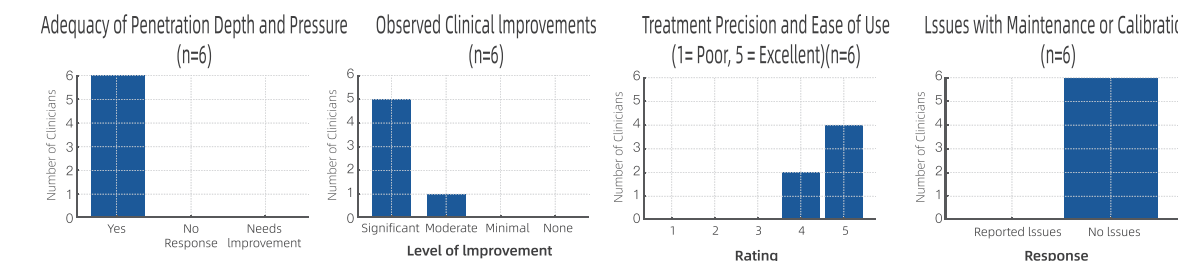 Adequacy of Penetration Depth and Pressure
(n=6)
Number of Clinicians
6
5
4
3
2
1
0
Yes
No
Response
Needs
lmprovement
Observed Clinical lmprovements
(n=6)
Number of Clinicians
6
5
4
3
2
1
0
Significant Moderate Minimal None
Level of lmprovement
Treatment Precision and Ease of Use
(1= Poor, 5 = Excellent)(n=6)
Number of Clinicians
6
5
4
3
2
1
0
1 2 3 4 5
Rating
Lssues with Maintenance or Calibratio
(n=6)
Number of Clinicians
6
5
4
3
2
1
0
Reported lssues No lssues
Response